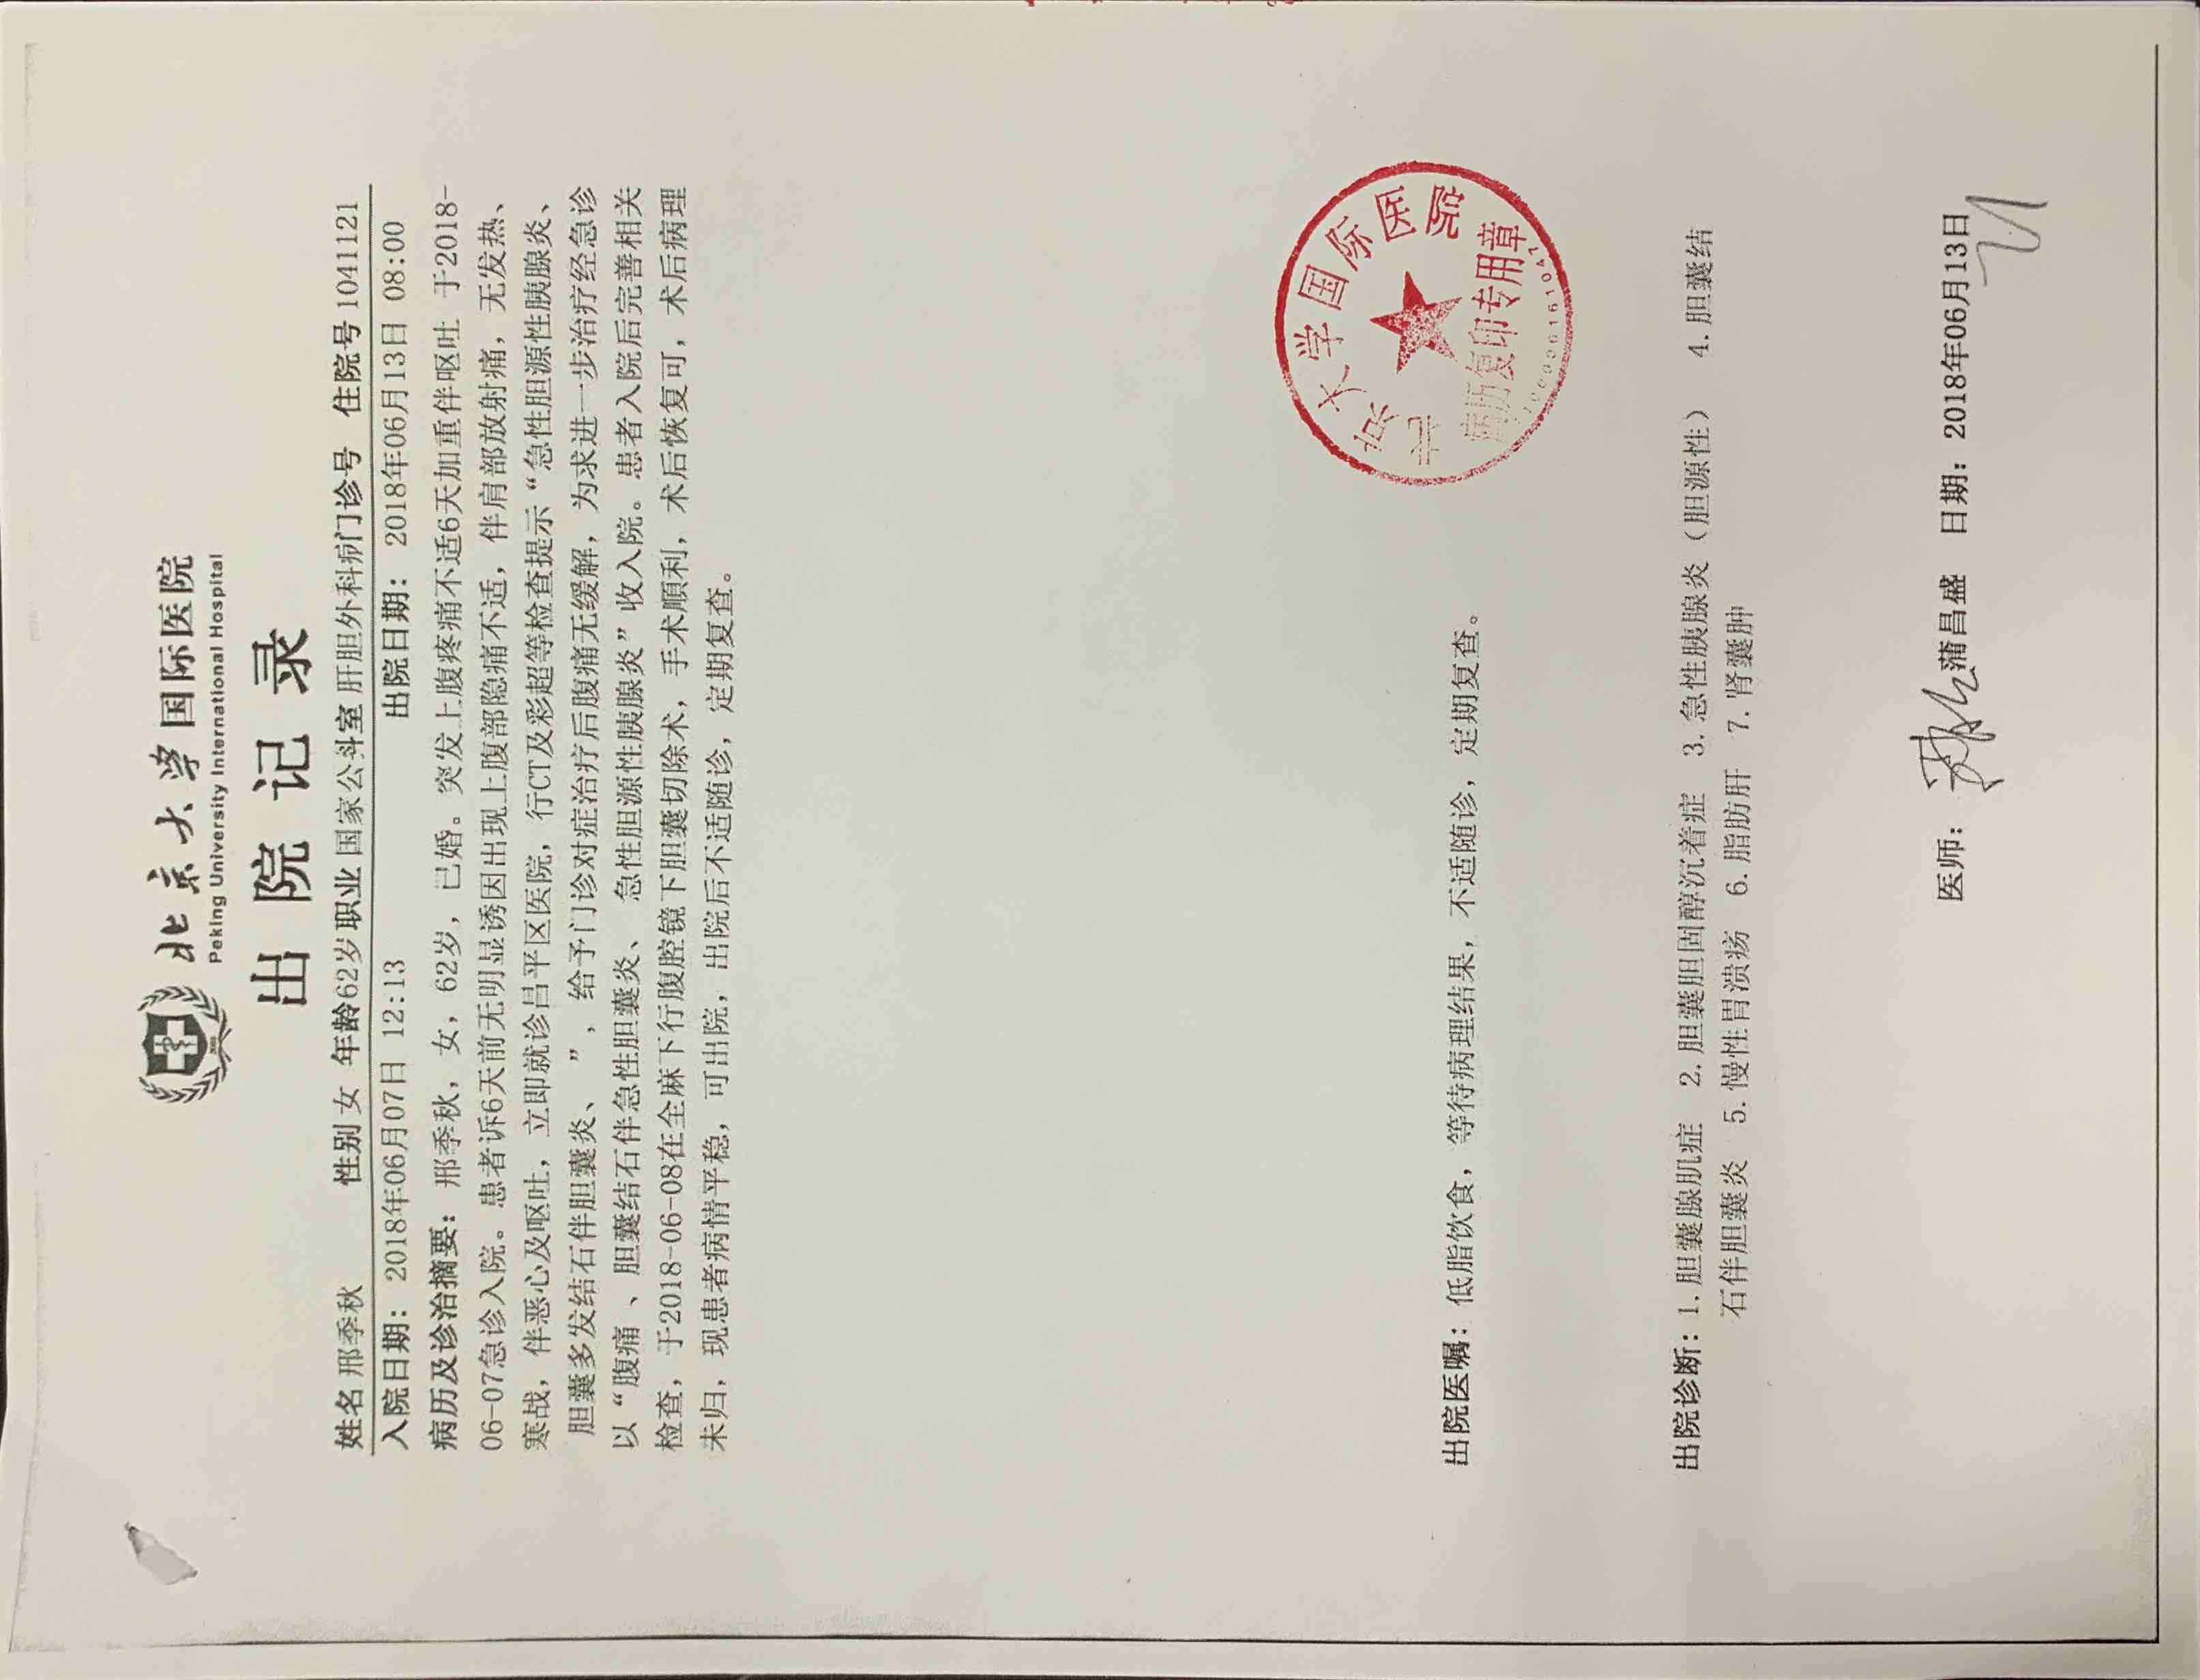 北京大学国际医院
Peking University International Hospital
出院记录
姓名 邢季秋 性别 女 年龄62岁 职业 国家公 科室 肝胆外科病 门诊号 住院号 1041121
入院日期： 2018年06月07日 12:13 出院日期： 2018年06月13日 08:00
病历及诊治摘要：邢季秋，女，62岁，已婚。突发上腹疼痛不适6天加重伴呕吐 于2018-
06-07急诊入院。患者诉6天前无明显诱因出现上腹部隐痛不适，伴肩部放射痛，无发热、
寒战，伴恶心及呕吐，立即就诊昌平区医院，行CT及彩超等检查提示“急性胆源性胰腺炎、
胆囊多发结石伴胆囊炎、 ”，给予门诊对症治疗后腹痛无缓解，为求进一步治疗经急诊
以“腹痛 、胆囊结石伴急性胆囊炎、 急性胆源性胰腺炎”收入院。患者入院后完善相关
检查，于2018-06-08在全麻下行腹腔镜下胆囊切除术，手术顺利，术后恢复可，术后病理
未归，现患者病情平稳，可出院，出院后不适随诊，定期复查。
北京大学国际医院
病历复印专用章
出院医嘱：低脂饮食，等待病理结果，不适随诊，定期复查。
出院诊断：1.胆囊腺肌症 2.胆囊胆固醇沉着症 3.急性胰腺炎（胆源性） 4.胆囊结
石伴胆囊炎 5.慢性胃溃疡 6.脂肪肝 7.肾囊肿
医师： 蒲昌盛 日期：2018年06月13日